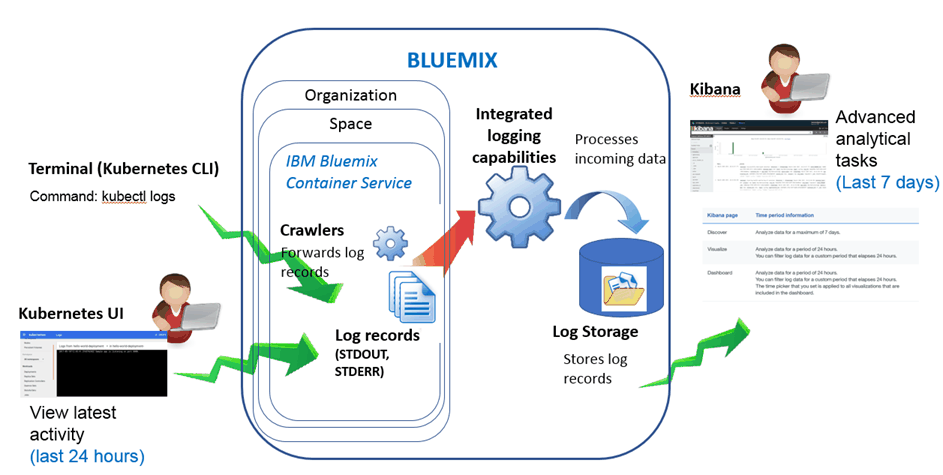 BLUEMIX
Organization
Space
IBM Bluemix
Container Service
Terminal (Kubernetes CLI)
Command: kubectl logs
Crawlers
Forwards log
records
Kubernetes UI
View latest
activity
(last 24 hours)
Log records
(STDOUT,
STDERR)
Integrated
logging
capabilities
Processes
incoming data
Log Storage
Stores log
records
Kibana
kibana
Advanced
analytical
tasks
(Last 7 days)
Kibana page Time period information
Discover Analyze data for a maximum of 7 days.
Visualize Analyze data for a period of 24 hours.
You can filter log data for a custom period that elapses 24 hours.
Dashboard Analyze data for a period of 24 hours.
You can filter log data for a custom period that elapses 24 hours.
The time picker that you set is applied to all visualizations that are
included in the dashboard.